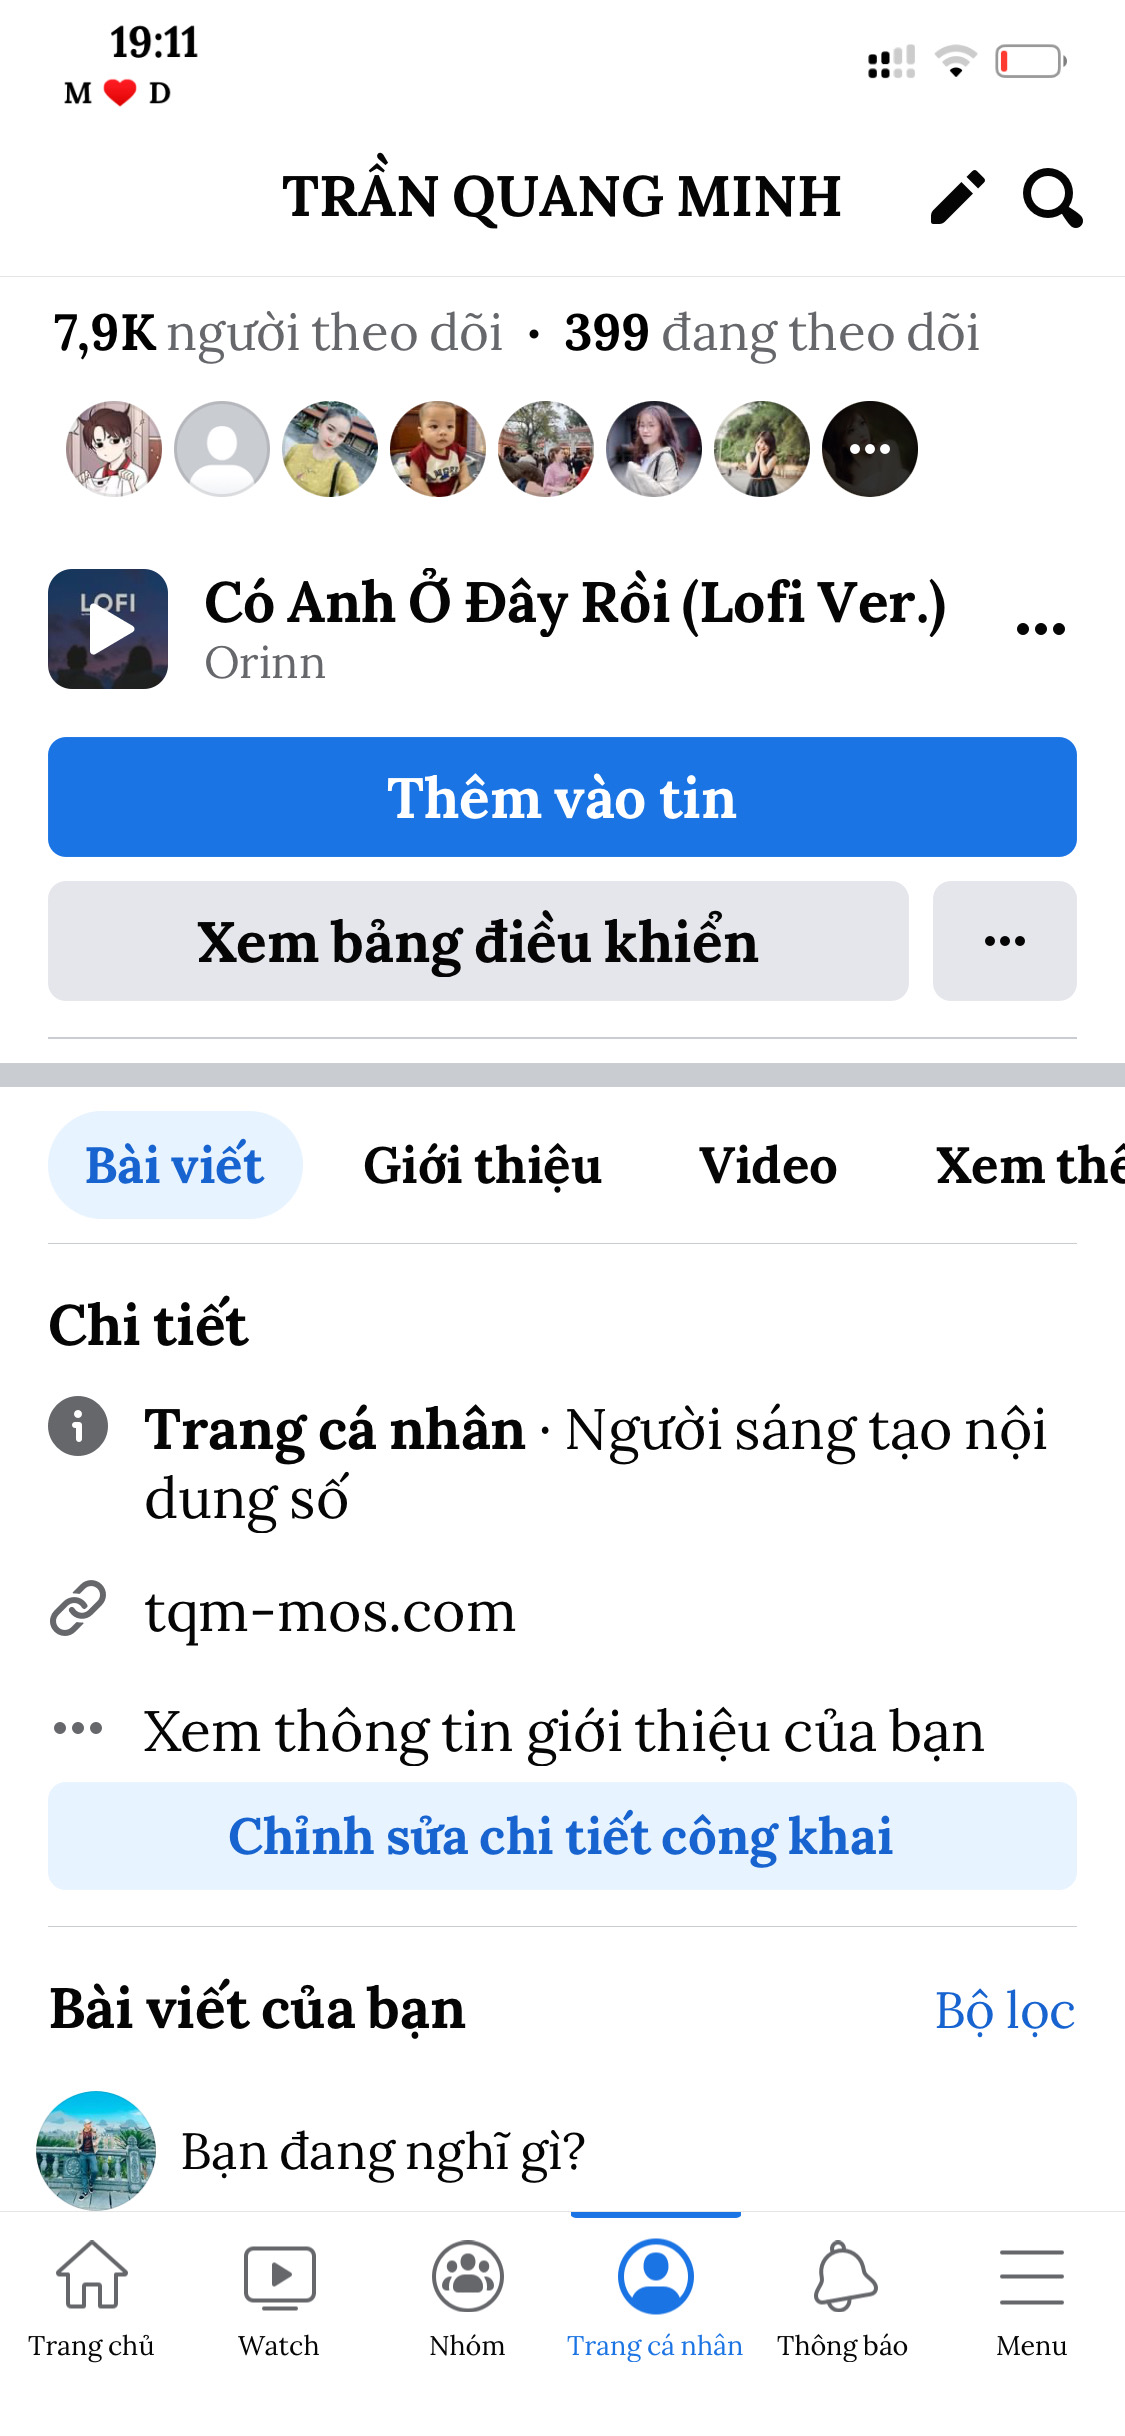 19:11
M ❤️ D
TRẦN QUANG MINH
7,9K người theo dõi · 399 đang theo dõi
LOFI
Có Anh Ở Đây Rồi (Lofi Ver.)
Orinn
Thêm vào tin
Xem bảng điều khiển
Bài viết
Giới thiệu
Video
Xem thê
Chi tiết
Trang cá nhân · Người sáng tạo nội
dung số
tqm-mos.com
Xem thông tin giới thiệu của bạn
Chỉnh sửa chi tiết công khai
Bài viết của bạn
Bộ lọc
Bạn đang nghĩ gì?
Trang chủ
Watch
Nhóm
Trang cá nhân
Thông báo
Menu